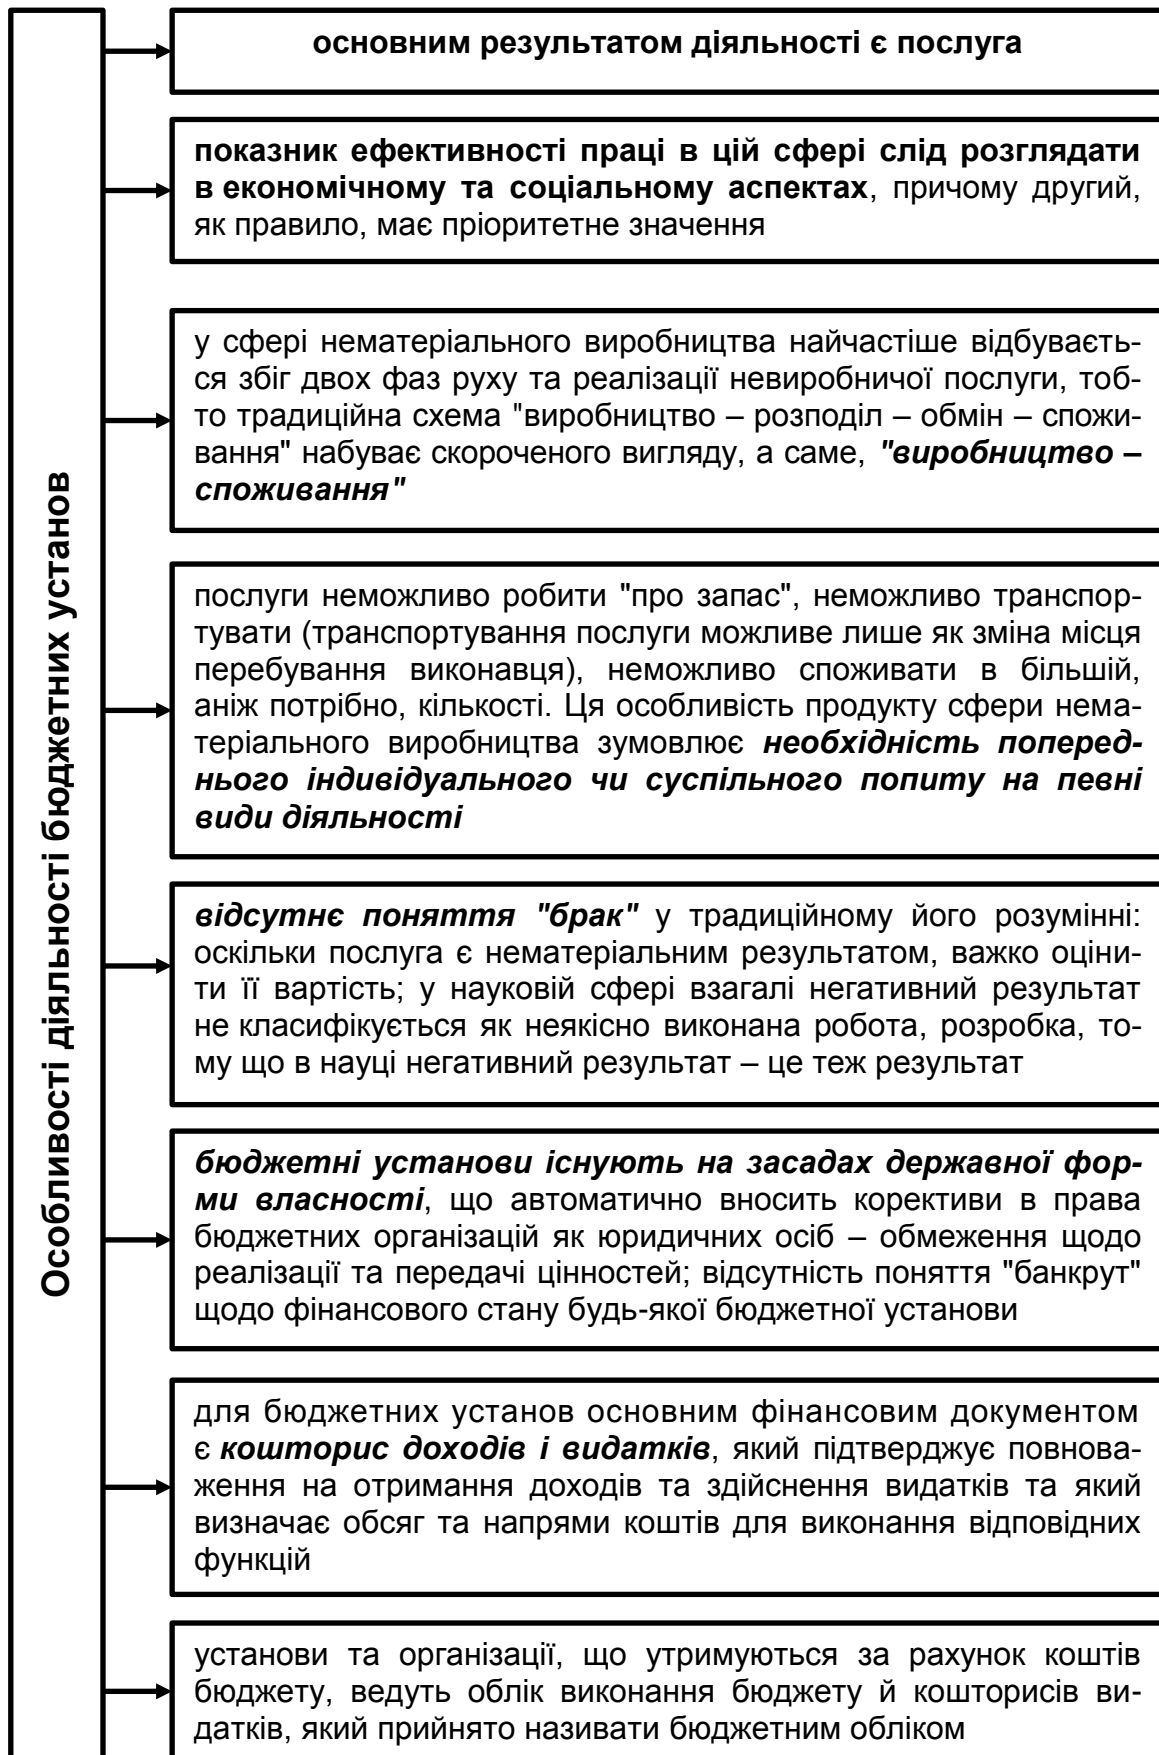 Особливості діяльності бюджетних установ
основним результатом діяльності є послуга
показник ефективності праці в цій сфері слід розглядати
в економічному та соціальному аспектах, причому другий,
як правило, має пріоритетне значення
у сфері нематеріального виробництва найчастіше відбуваєть-
ся збіг двох фаз руху та реалізації невиробничої послуги, тоб-
то традиційна схема "виробництво – розподіл – обмін – спожи-
вання" набуває скороченого вигляду, а саме, "виробництво –
споживання"
послуги неможливо робити "про запас", неможливо транспор-
тувати (транспортування послуги можливе лише як зміна місця
перебування виконавця), неможливо споживати в більшій,
аніж потрібно, кількості. Ця особливість продукту сфери нема-
теріального виробництва зумовлює необхідність поперед-
нього індивідуального чи суспільного попиту на певні
види діяльності
відсутнє поняття "брак" у традиційному його розумінні:
оскільки послуга є нематеріальним результатом, важко оціни-
ти її вартість; у науковій сфері взагалі негативний результат
не класифікується як неякісно виконана робота, розробка, то-
му що в науці негативний результат – це теж результат
бюджетні установи існують на засадах державної фор-
ми власності, що автоматично вносить корективи в права
бюджетних організацій як юридичних осіб – обмеження щодо
реалізації та передачі цінностей; відсутність поняття "банкрут"
щодо фінансового стану будь-якої бюджетної установи
для бюджетних установ основним фінансовим документом
є кошторис доходів і видатків, який підтверджує повнова-
ження на отримання доходів та здійснення видатків та який
визначає обсяг та напрями коштів для виконання відповідних
функцій
установи та організації, що утримуються за рахунок коштів
бюджету, ведуть облік виконання бюджету й кошторисів ви-
датків, який прийнято називати бюджетним обліком